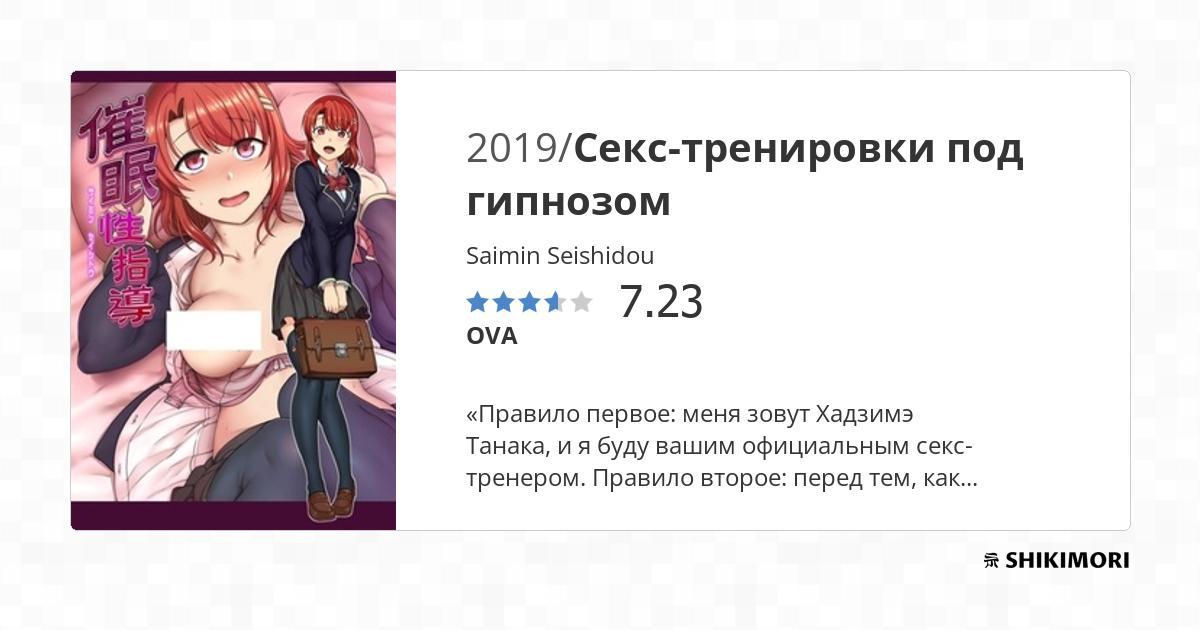 催眠
性指導
2019/Секс-тренировки под
гипнозом
Saimin Seishidou
7.23
OVA
«Правило первое: меня зовут Хадзимэ
Танака, и я буду вашим официальным секс-
тренером. Правило второе: перед тем, как...
SHIKIMORI